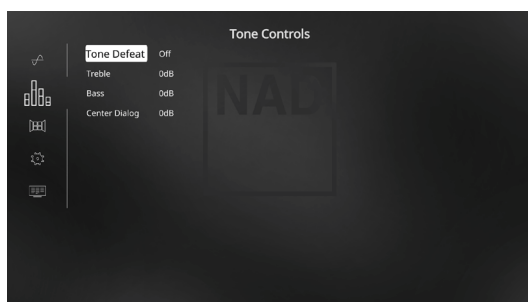 Tone Controls
Tone Defeat Off
Treble 0dB
Bass 0dB
Center Dialog 0dB
NAD